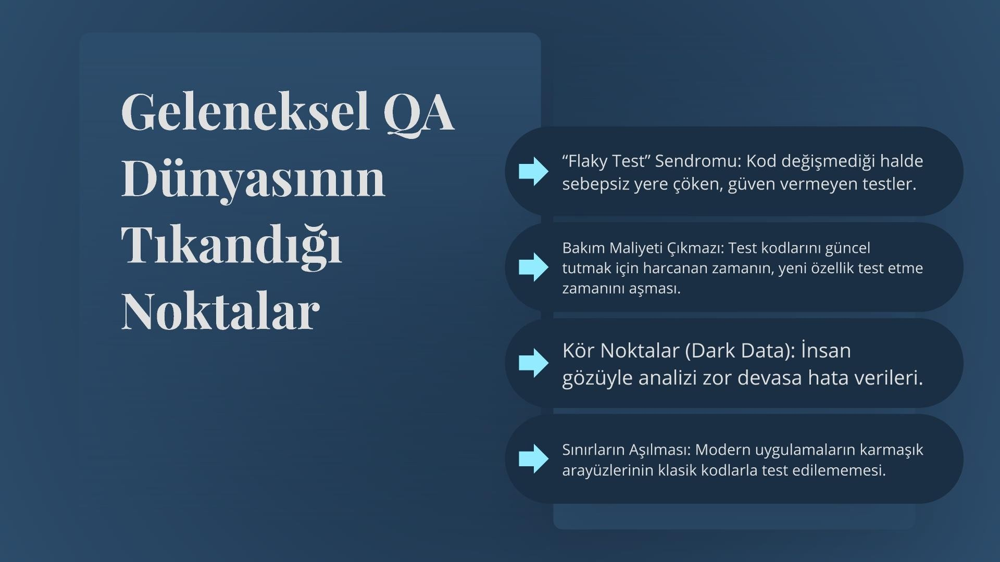 Geleneksel QA
Dünyasının
Tıkandığı
Noktalar
“Flaky Test” Sendromu: Kod değişmediği halde
sebepsiz yere çöken, güven vermeyen testler.
Bakım Maliyeti Çıkmazı: Test kodlarını güncel
tutmak için harcanan zamanın, yeni özellik test etme
zamanını aşması.
Kör Noktalar (Dark Data): İnsan
gözüyle analizi zor devasa hata verileri.
Sınırların Aşılması: Modern uygulamaların karmaşık
arayüzlerinin klasik kodlarla test edilememesi.